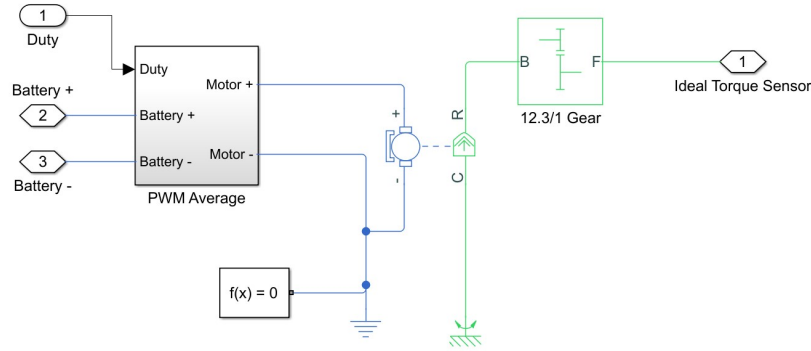 1
Duty
Battery +
2
3
Battery -
Duty
Battery +
Battery -
Motor +
Motor -
PWM Average
f(x) = 0
+
-
R
C
B
F
12.3/1 Gear
1
Ideal Torque Sensor